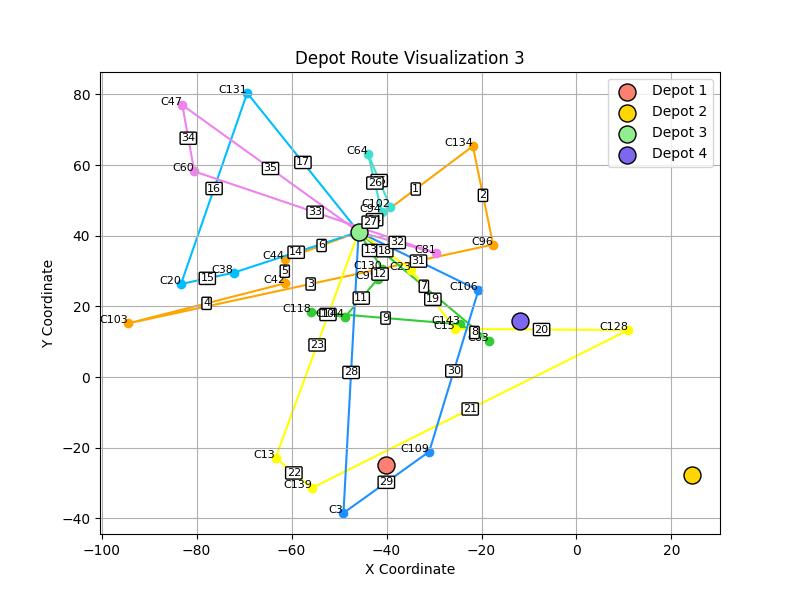 Depot Route Visualization 3
Depot 1
Depot 2
Depot 3
Depot 4
Y Coordinate
80
60
40
20
0
−20
−40
−100
−80
−60
−40
−20
0
20
X Coordinate
C131
C47
34
C60
16
17
35
C64
26
C134
1
2
C102
C94
27
33
C96
C81
32
31
13
18
6
14
C44
5
C38
15
C20
C42
3
4
C103
C130
C9
12
C23
7
19
C106
11
C118
10
9
C143
C15
8
C63
20
C128
23
28
30
21
C13
22
C139
C109
29
C3